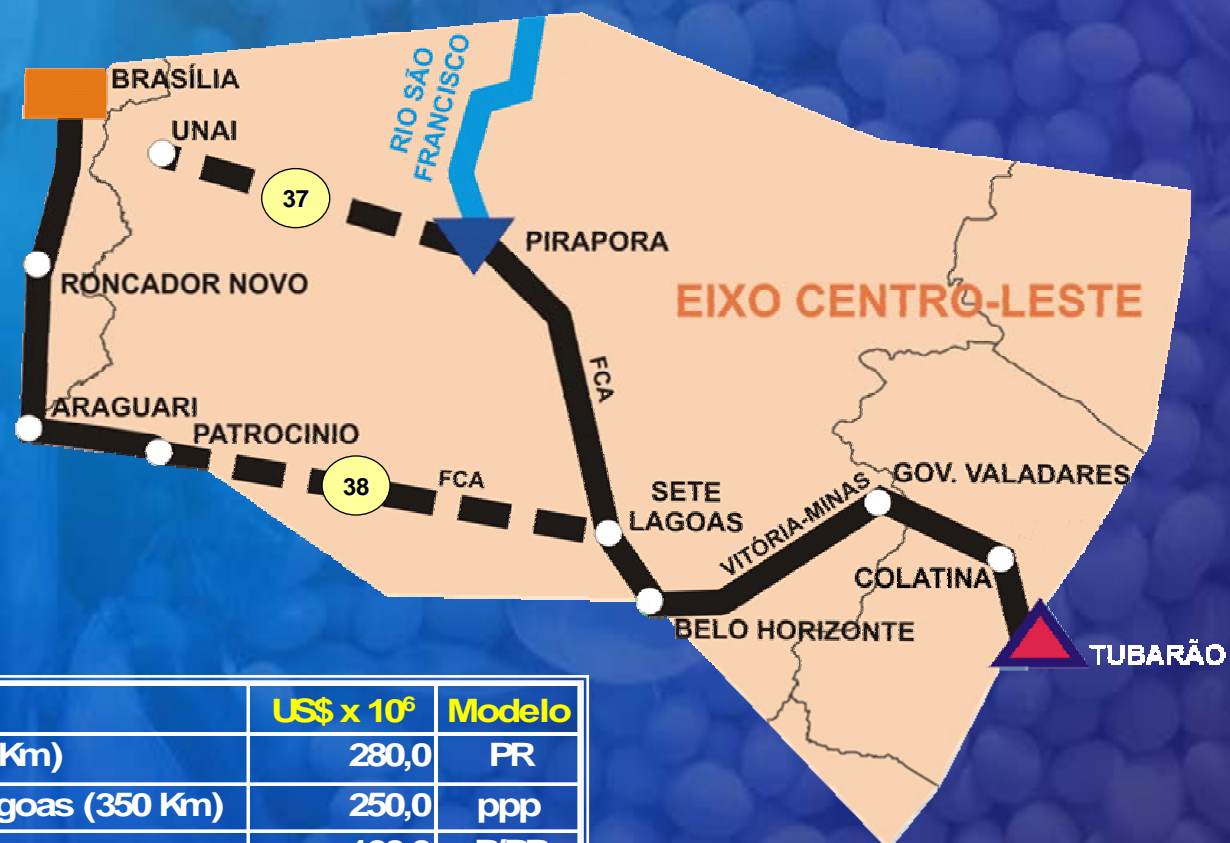 BRASÍLIA
UNAI
RIO SÃO
FRANCISCO
37
PIRAPORA
RONCADOR NOVO
EIXO CENTRO-LESTE
FCA
ARAGUARI
PATROCINIO
38
FCA
SETE
LAGOAS
GOV. VALADARES
VITÓRIA-MINAS
COLATINA
BELO HORIZONTE
TUBARÃO
US$ x 10⁶ Modelo
Km) 280,0 PR
goas (350 Km) 250,0 ppp